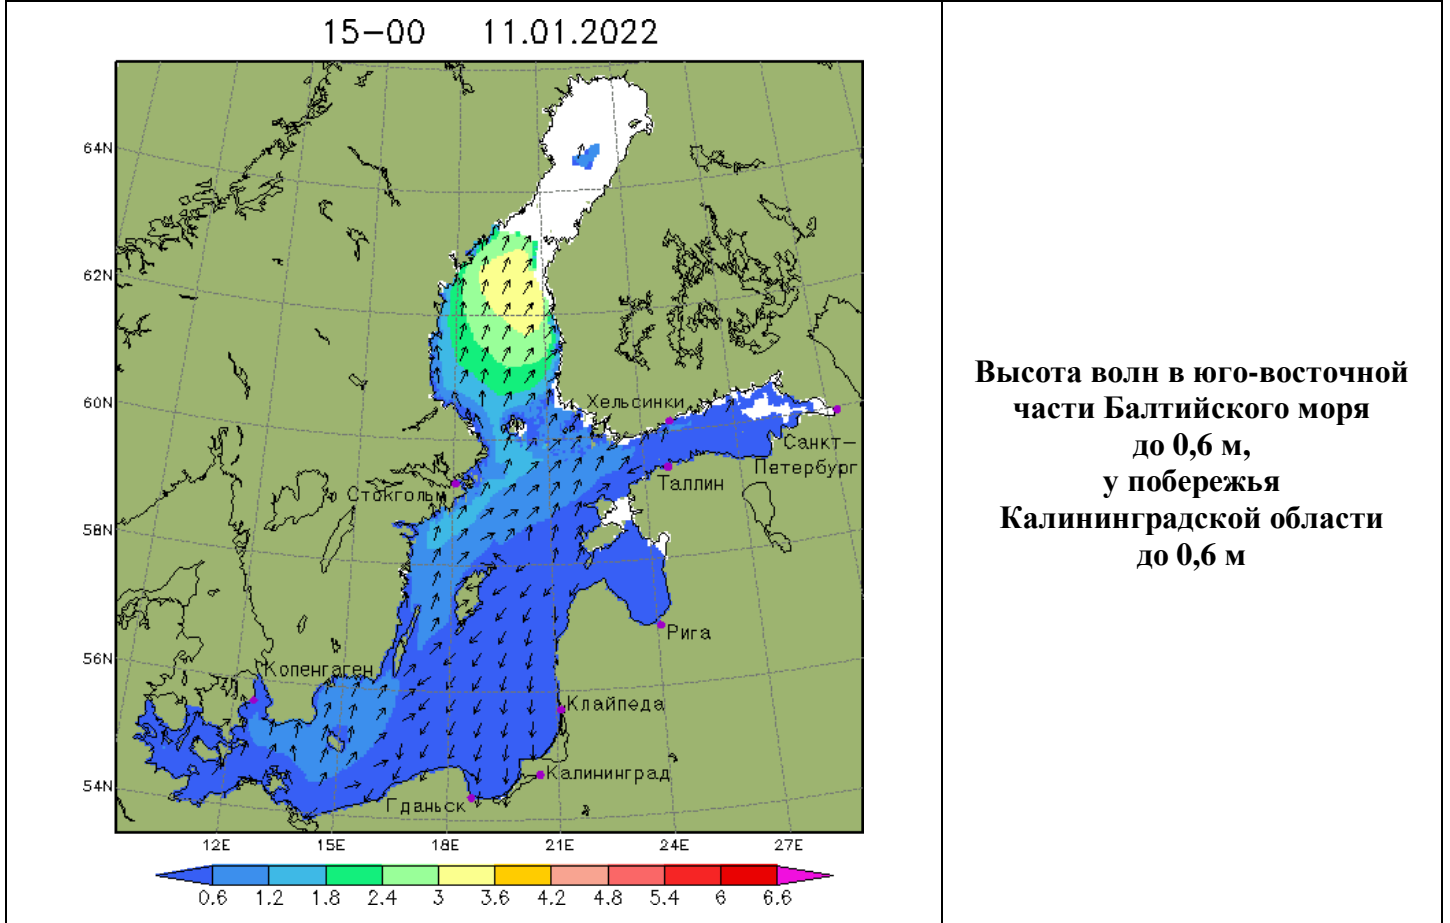 15-00 11.01.2022
64N
62N
60N
58N
56N
54N
Хельсинки
Санкт-
Петербург
Стокгольм
Таллин
Рига
Копенгаген
Клайпеда
Калининград
Гданьск
12E 15E 18E 21E 24E 27E
0.6 1.2 1.8 2.4 3 3.6 4.2 4.8 5.4 6 6.6
Высота волн в юго-восточной
части Балтийского моря
до 0,6 м,
у побережья
Калининградской области
до 0,6 м